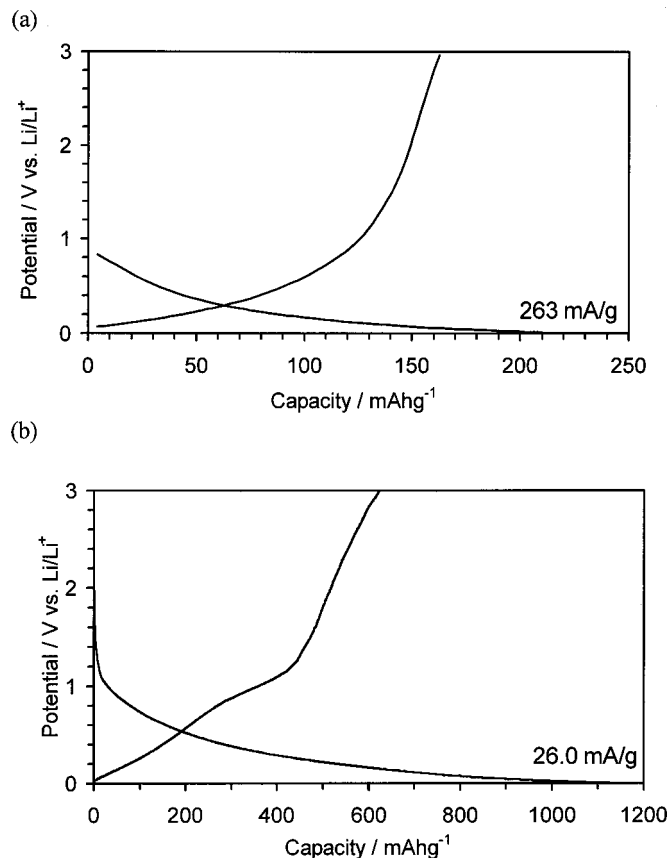 (a)
3
2
1
0
Potential / V vs. Li/Li⁺
263 mA/g
0 50 100 150 200 250
Capacity / mAhg⁻¹
(b)
3
2
1
0
Potential / V vs. Li/Li⁺
26.0 mA/g
0 200 400 600 800 1000 1200
Capacity / mAhg⁻¹